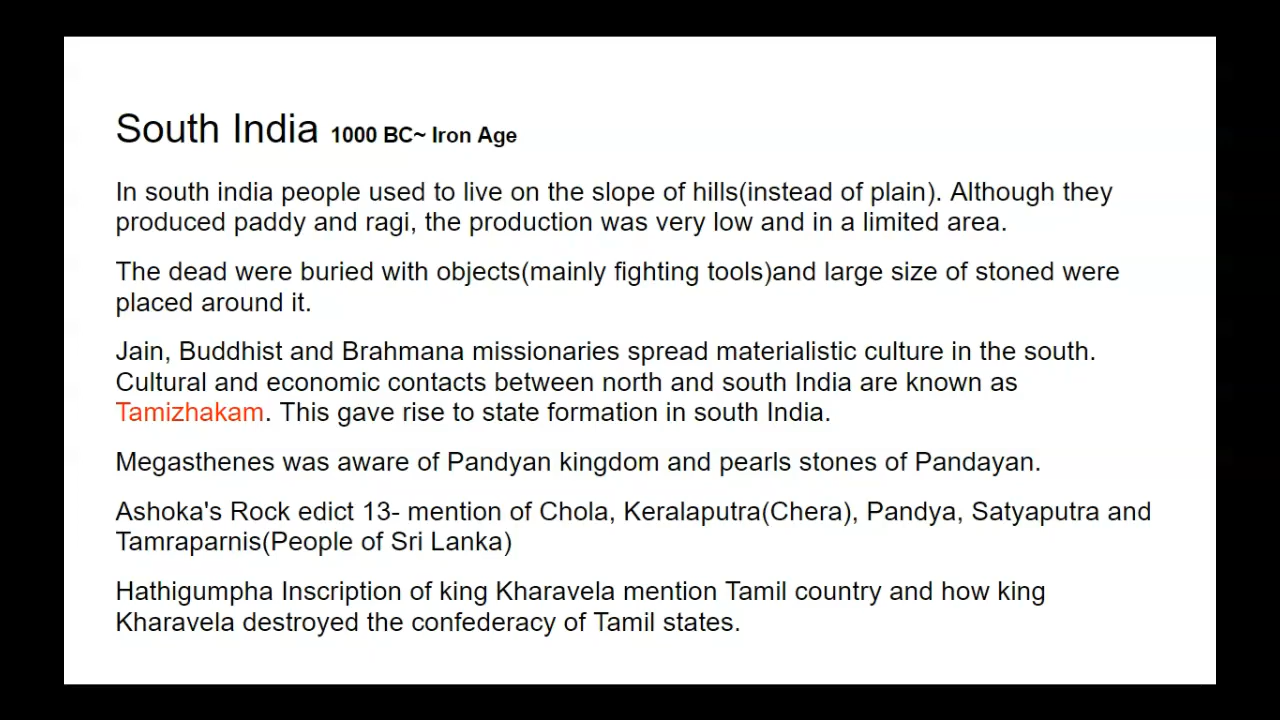 South India 1000 BC~ Iron Age
In south india people used to live on the slope of hills(instead of plain). Although they
produced paddy and ragi, the production was very low and in a limited area.
The dead were buried with objects(mainly fighting tools)and large size of stoned were
placed around it.
Jain, Buddhist and Brahmana missionaries spread materialistic culture in the south.
Cultural and economic contacts between north and south India are known as
Tamizhakam. This gave rise to state formation in south India.
Megasthenes was aware of Pandyan kingdom and pearls stones of Pandayan.
Ashoka's Rock edict 13- mention of Chola, Keralaputra(Chera), Pandya, Satyaputra and
Tamraparnis(People of Sri Lanka)
Hathigumpha Inscription of king Kharavela mention Tamil country and how king
Kharavela destroyed the confederacy of Tamil states.